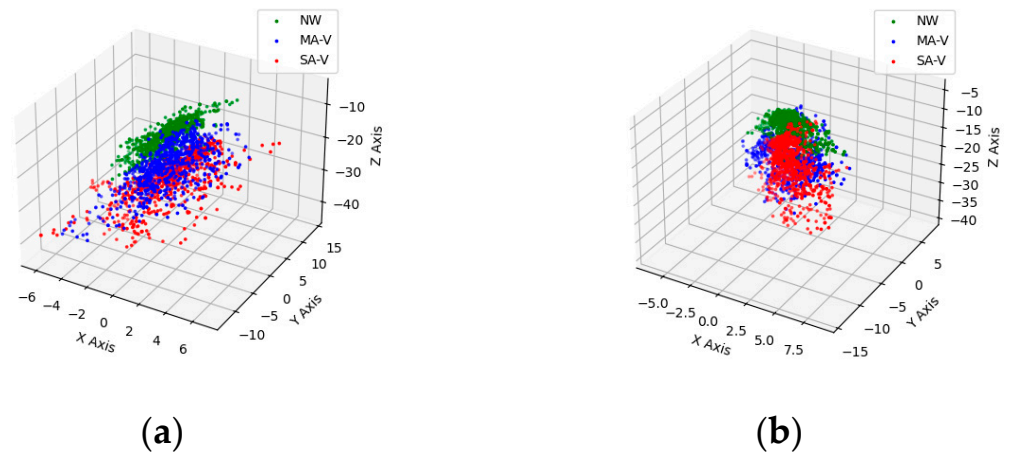 NW
MA-V
SA-V
−10
−20
−30
−40
Z Axis
−6 −4 −2 0 2 4 6
X Axis
−10 −5 0 5 10 15
Y Axis
(a)
NW
MA-V
SA-V
−5
−10
−15
−20
−25
−30
−35
−40
Z Axis
−5.0 −2.5 0.0 2.5 5.0 7.5
X Axis
−15 −10 −5 0 5
Y Axis
(b)